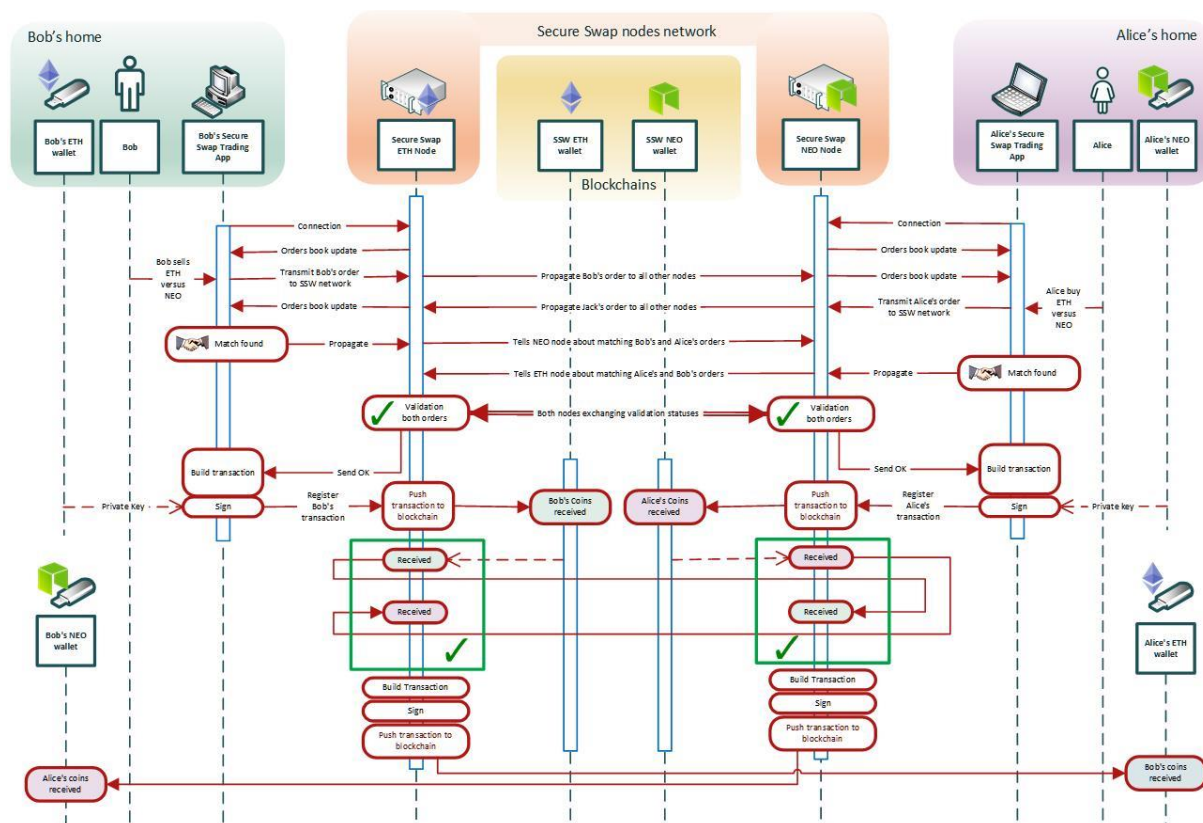 Bob's home
Secure Swap nodes network
Alice's home
Bob's ETH
wallet
Bob
Bob's Secure
Swap Trading
App
Secure Swap
ETH Node
SSW ETH
wallet
SSW NEO
wallet
Secure Swap
NEO Node
Alice's Secure
Swap Trading
App
Alice
Alice's NEO
wallet
Blockchains
Connection
Connection
Orders book update
Orders book update
Bob sells
ETH
versus
NEO
Transmit Bob's order
to SSW network
Propagate Bob's order to all other nodes
Orders book update
Orders book update
Propagate Jack's order to all other nodes
Transmit Alice's order
to SSW network
Alice buy
ETH
versus
NEO
Match found
Propagate
Tells NEO node about matching Bob's and Alice's orders
Tells ETH node about matching Alice's and Bob's orders
Propagate
Match found
Validation
both orders
Both nodes exchanging validation statuses
Validation
both orders
Build transaction
Send OK
Send OK
Build transaction
Private Key
Sign
Register
Bob's
transaction
Push
transaction to
blockchain
Bob's Coins
received
Alice's Coins
received
Push
transaction to
blockchain
Register
Alice's
transaction
Sign
Private key
Received
Received
Received
Received
Bob's NEO
wallet
Alice's ETH
wallet
Build Transaction
Build Transaction
Sign
Sign
Push transaction to
blockchain
Push transaction to
blockchain
Alice's coins
received
Bob's coins
received